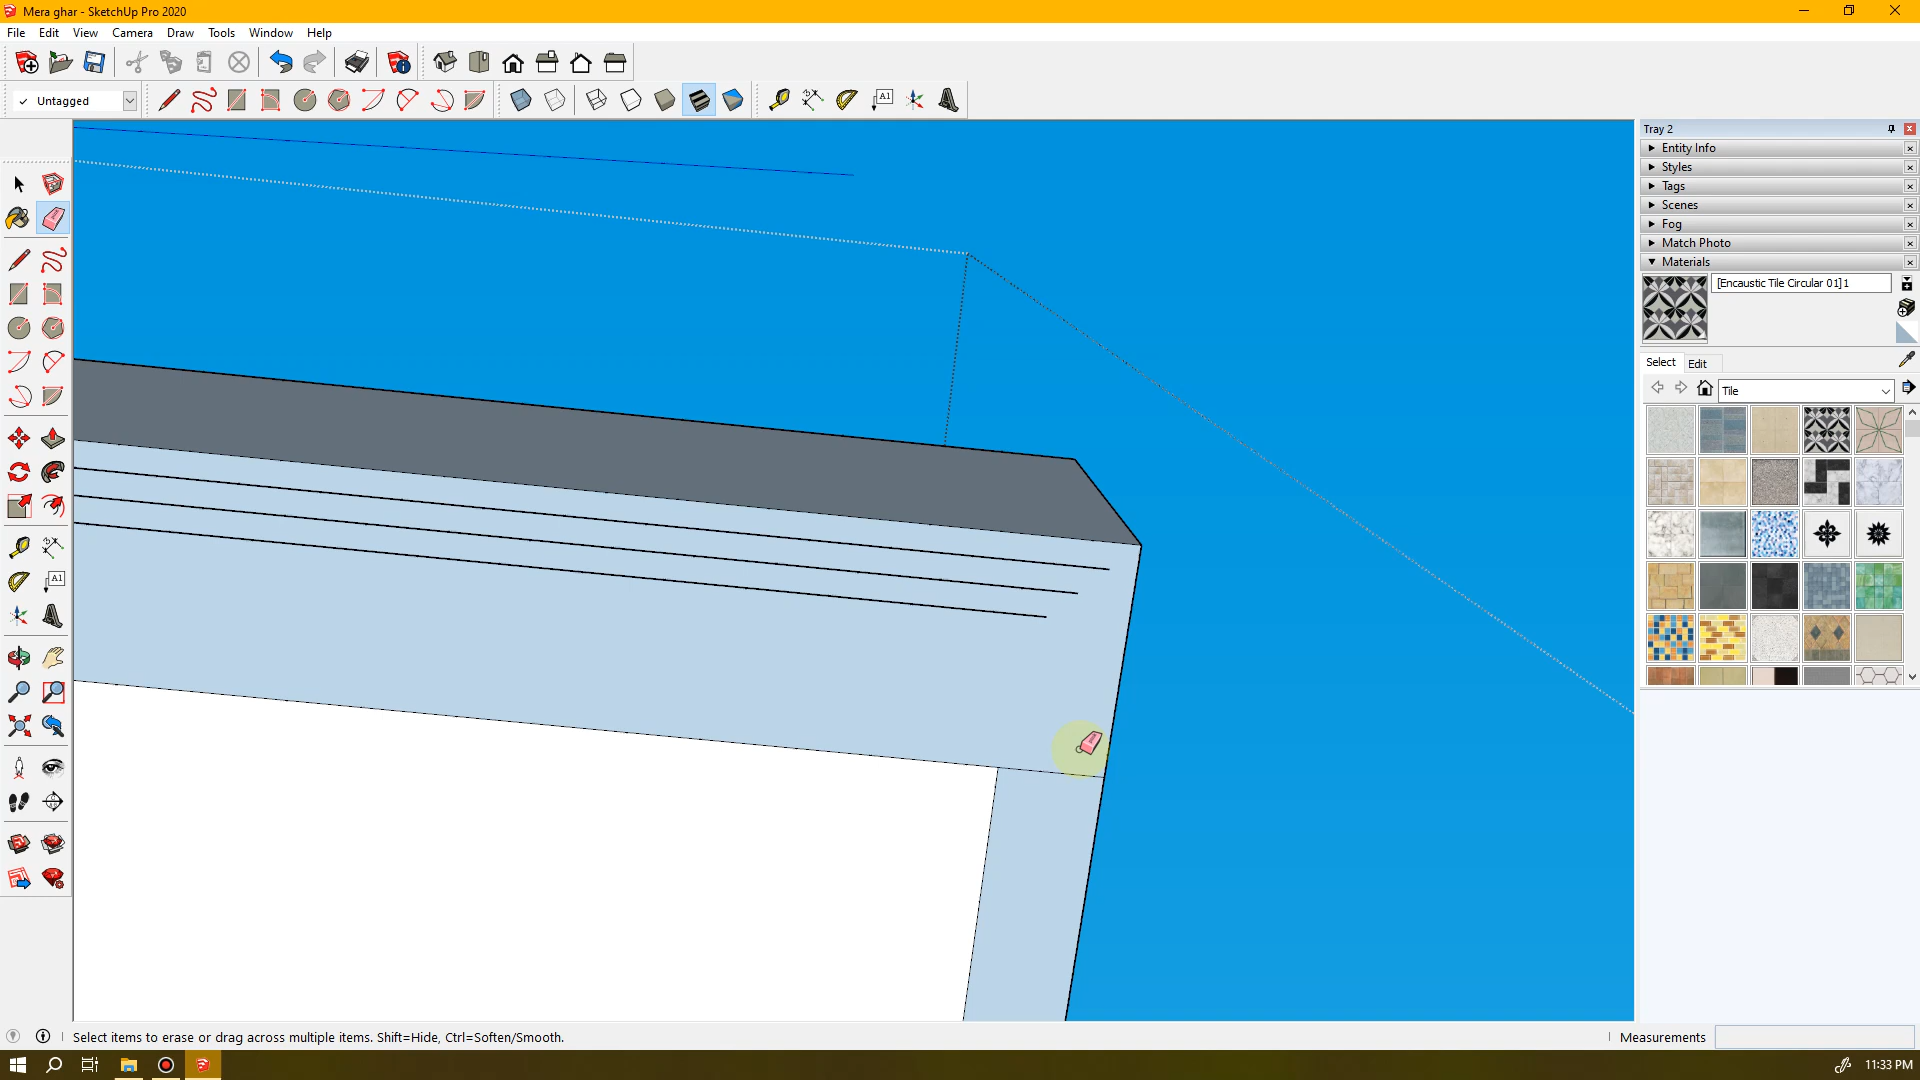 Mera ghar - SketchUp Pro 2020
File Edit View Camera Draw Tools Window Help
Untagged
A1
Tray 2
Entity Info
Styles
Tags
Scenes
Fog
Match Photo
Materials
[Encaustic Tile Circular 01]1
Select Edit
Tile
A1
Select items to erase or drag across multiple items. Shift=Hide, Ctrl=Soften/Smooth.
Measurements
11:33 PM